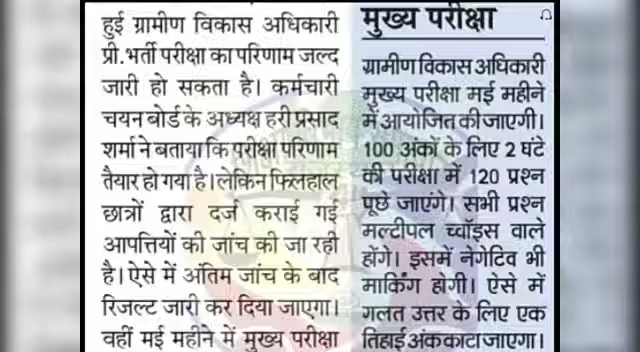 हुई ग्रामीण विकास अधिकारी
प्री.भर्ती परीक्षा का परिणाम जल्द
जारी हो सकता है। कर्मचारी
चयन बोर्ड के अध्यक्ष हरी प्रसाद
शर्मा ने बताया कि परीक्षा परिणाम
तैयार हो गया है। लेकिन फिलहाल
छात्रों द्वारा दर्ज कराई गई
आपत्तियों की जांच की जा रही
है। ऐसे में अंतिम जांच के बाद
रिजल्ट जारी कर दिया जाएगा।
वहीं मई महीने में मुख्य परीक्षा
मुख्य परीक्षा
ग्रामीण विकास अधिकारी
मुख्य परीक्षा मई महीने
में आयोजित की जाएगी।
100 अंकों के लिए 2 घंटे
की परीक्षा में 120 प्रश्न
पूछे जाएंगे। सभी प्रश्न
मल्टीपल च्वॉइस वाले
होंगे। इसमें नेगेटिव भी
मार्किंग होगी। ऐसे में
गलत उत्तर के लिए एक
तिहाई अंक काटा जाएगा।